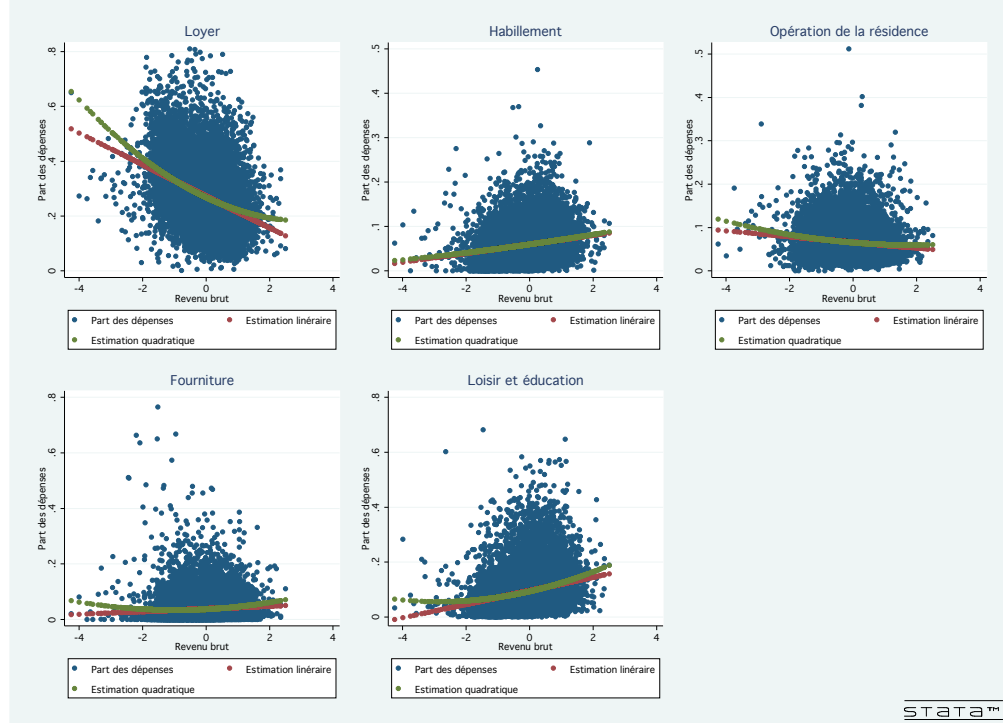 Loyer
Part des dépenses
.8
.6
.4
.2
0
-4
-2
0
2
4
Revenu brut
Part des dépenses
Estimation linéraire
Estimation quadratique
Habillement
Part des dépenses
.5
.4
.3
.2
.1
0
-4
-2
0
2
4
Revenu brut
Part des dépenses
Estimation linéraire
Estimation quadratique
Opération de la résidence
Part des dépenses
.5
.4
.3
.2
.1
0
-4
-2
0
2
4
Revenu brut
Part des dépenses
Estimation linéraire
Estimation quadratique
Fourniture
Part des dépenses
.8
.6
.4
.2
0
-4
-2
0
2
4
Revenu brut
Part des dépenses
Estimation linéraire
Estimation quadratique
Loisir et éducation
Part des dépenses
.8
.6
.4
.2
0
-4
-2
0
2
4
Revenu brut
Part des dépenses
Estimation linéraire
Estimation quadratique
STATA™